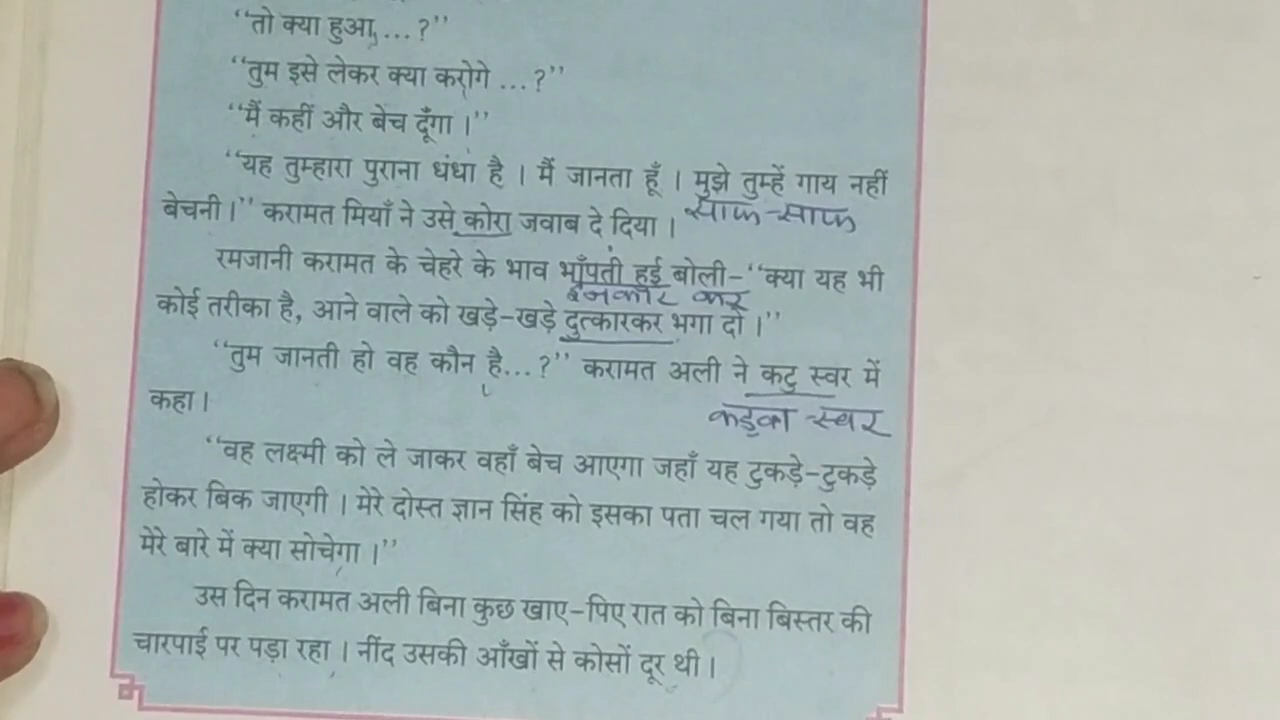 “तो क्या हुआ, ...?”
“तुम इसे लेकर क्या करोगे ...?”
“मैं कहीं और बेच दूँगा ।”
“यह तुम्हारा पुराना धंधा है । मैं जानता हूँ । मुझे तुम्हें गाय नहीं
बेचनी ।” करामत मियाँ ने उसे कोरा जवाब दे दिया ।
साफ-साफ
रमजानी करामत के चेहरे के भाव भाँपती हुई बोली-“क्या यह भी
कर
कोई तरीका है, आने वाले को खड़े-खड़े दुत्कारकर भगा दो ।”
“तुम जानती हो वह कौन है...?” करामत अली ने कटु स्वर में
कहा ।
स्वर
“वह लक्ष्मी को ले जाकर वहाँ बेच आएगा जहाँ यह टुकड़े-टुकड़े
होकर बिक जाएगी । मेरे दोस्त ज्ञान सिंह को इसका पता चल गया तो वह
मेरे बारे में क्या सोचेगा ।”
उस दिन करामत अली बिना कुछ खाए-पिए रात को बिना बिस्तर की
चारपाई पर पड़ा रहा । नींद उसकी आँखों से कोसों दूर थी ।